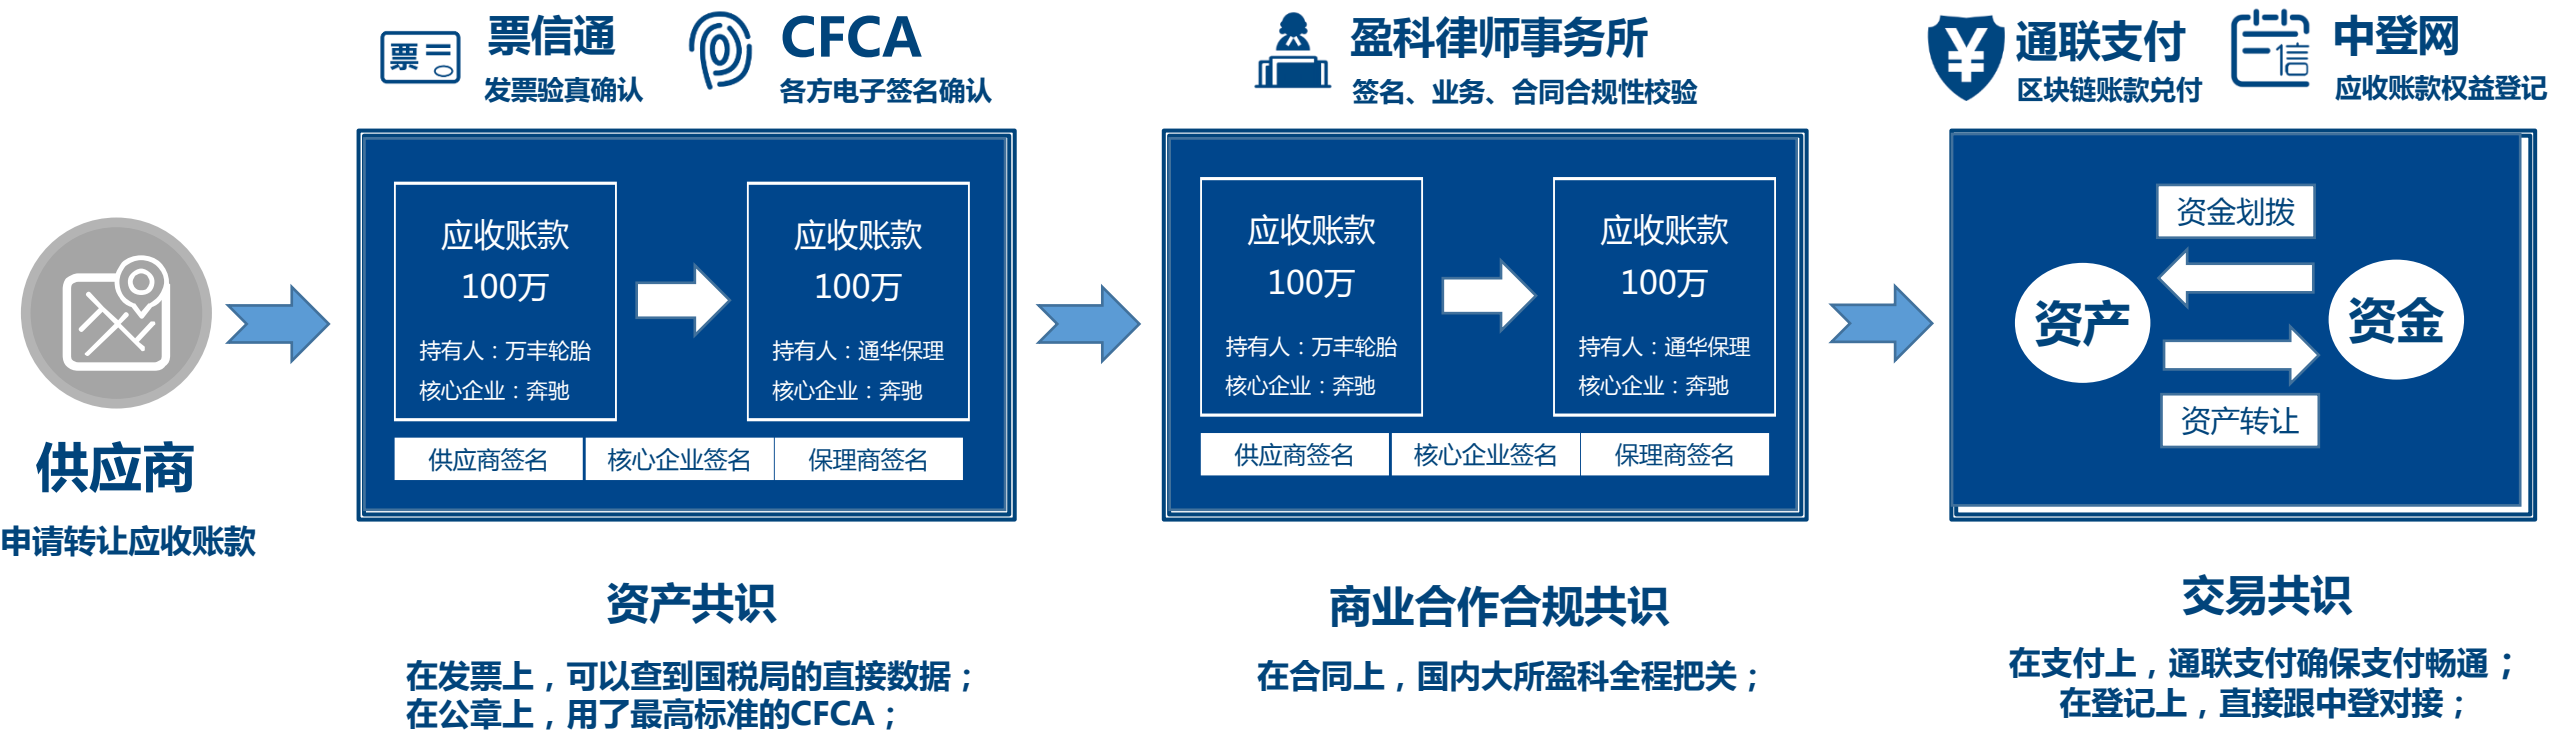 票
票信通
发票验真确认
CFCA
各方电子签名确认
盈科律师事务所
签名、业务、合同合规性校验
¥
通联支付
区块链账款兑付
信
中登网
应收账款权益登记
供应商
申请转让应收账款
应收账款
100万
持有人：万丰轮胎
核心企业：奔驰
应收账款
100万
持有人：通华保理
核心企业：奔驰
供应商签名
核心企业签名
保理商签名
资产共识
在发票上，可以查到国税局的直接数据；
在公章上，用了最高标准的CFCA；
应收账款
100万
持有人：万丰轮胎
核心企业：奔驰
应收账款
100万
持有人：通华保理
核心企业：奔驰
供应商签名
核心企业签名
保理商签名
商业合作合规共识
在合同上，国内大所盈科全程把关；
资金划拨
资产
资金
资产转让
交易共识
在支付上，通联支付确保支付畅通；
在登记上，直接跟中登对接；